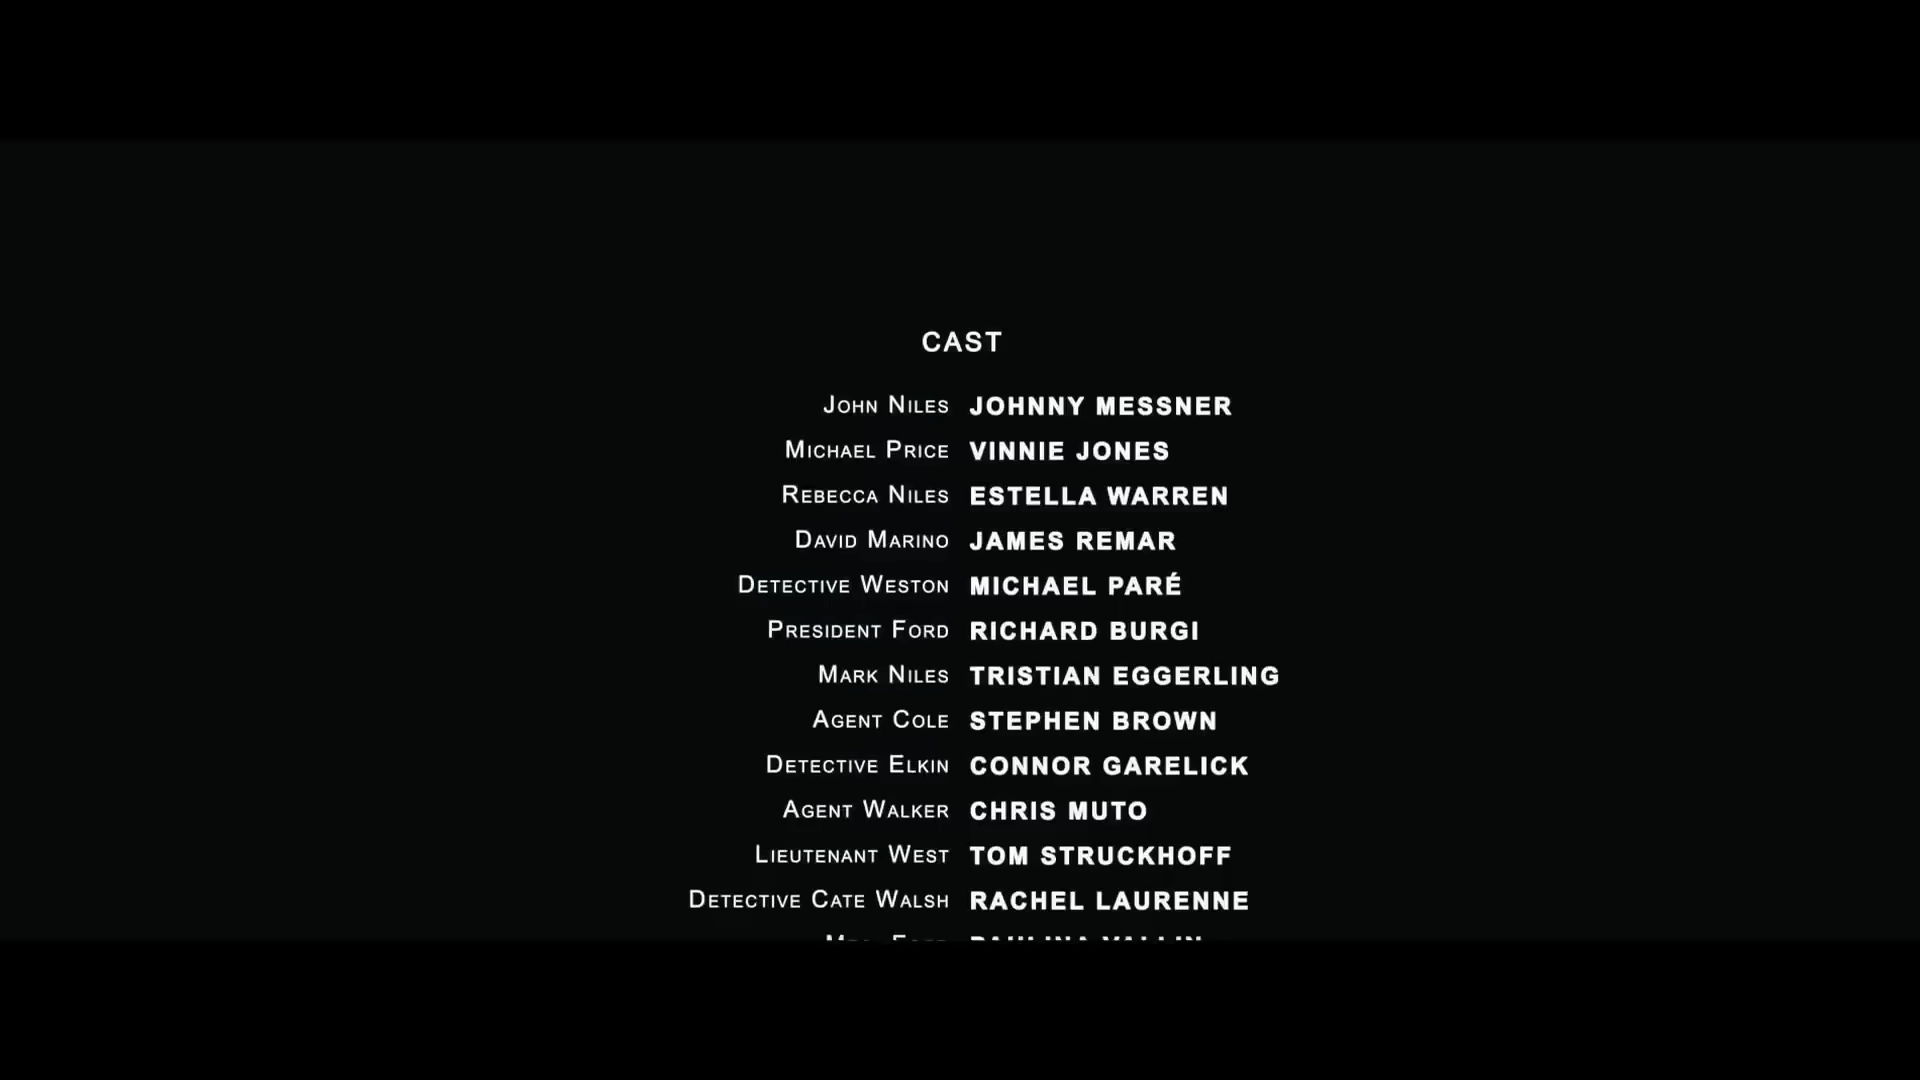 CAST
John Niles JOHNNY MESSNER
Michael Price VINNIE JONES
Rebecca Niles ESTELLA WARREN
David Marino JAMES REMAR
Detective Weston MICHAEL PARÉ
President Ford RICHARD BURGI
Mark Niles TRISTIAN EGGERLING
Agent Cole STEPHEN BROWN
Detective Elkin CONNOR GARELICK
Agent Walker CHRIS MUTO
Lieutenant West TOM STRUCKHOFF
Detective Cate Walsh RACHEL LAURENNE